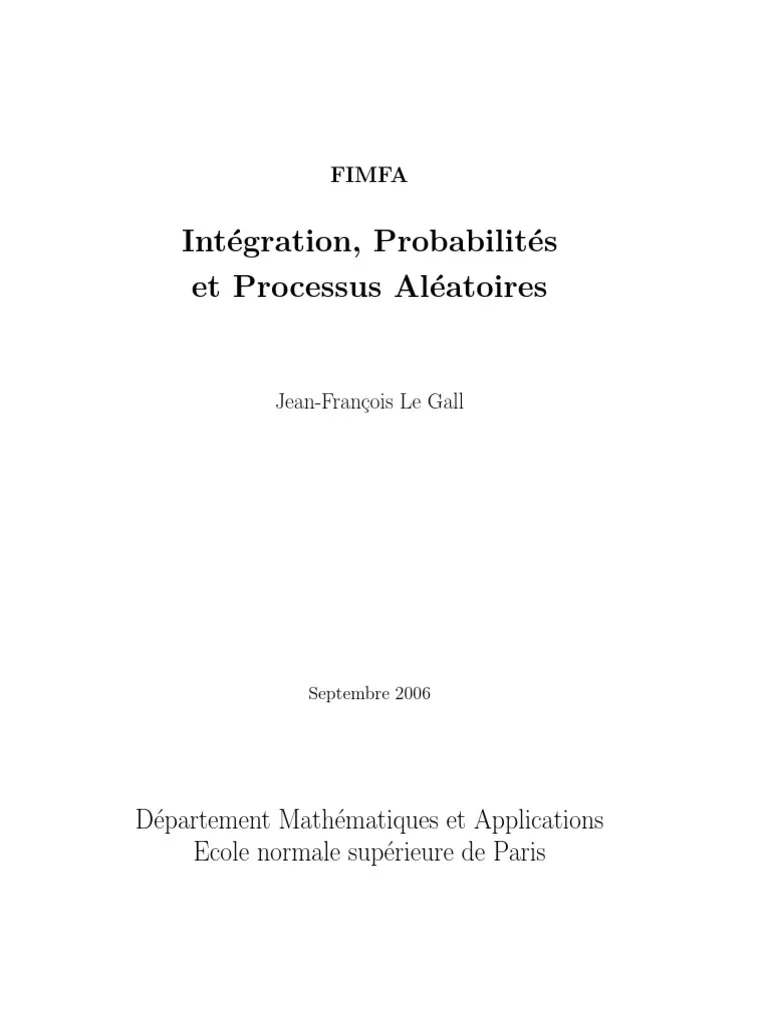 FIMFA
Intégration, Probabilités
et Processus Aléatoires
Jean-François Le Gall
Septembre 2006
Département Mathématiques et Applications
Ecole normale supérieure de Paris